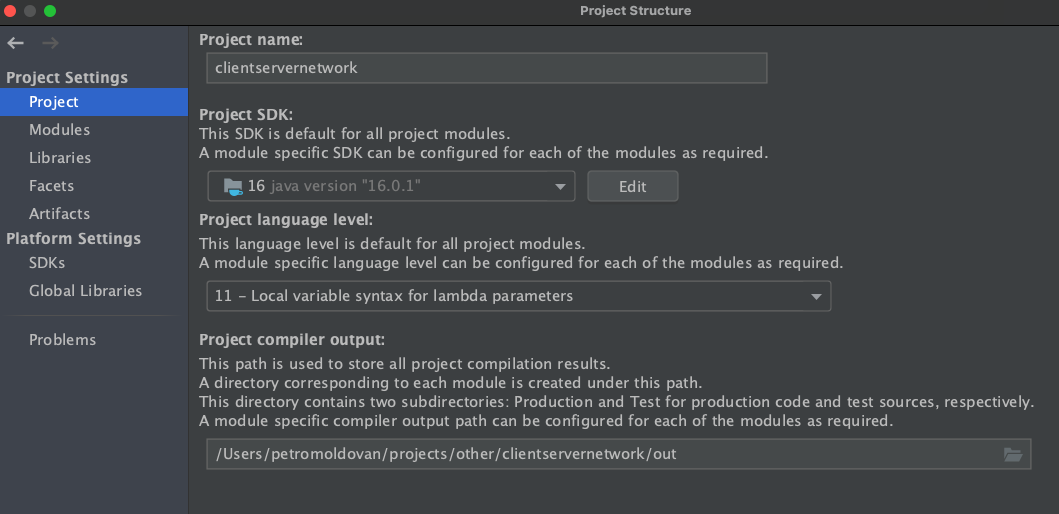 Project Structure
Project Settings
Project
Modules
Libraries
Facets
Artifacts
Platform Settings
SDKs
Global Libraries
Problems
Project name:
clientservernetwork
Project SDK:
This SDK is default for all project modules.
A module specific SDK can be configured for each of the modules as required.
16 java version "16.0.1"
Edit
Project language level:
This language level is default for all project modules.
A module specific language level can be configured for each of the modules as required.
11 – Local variable syntax for lambda parameters
Project compiler output:
This path is used to store all project compilation results.
A directory corresponding to each module is created under this path.
This directory contains two subdirectories: Production and Test for production code and test sources, respectively.
A module specific compiler output path can be configured for each of the modules as required.
/Users/petromoldovan/projects/other/clientservernetwork/out